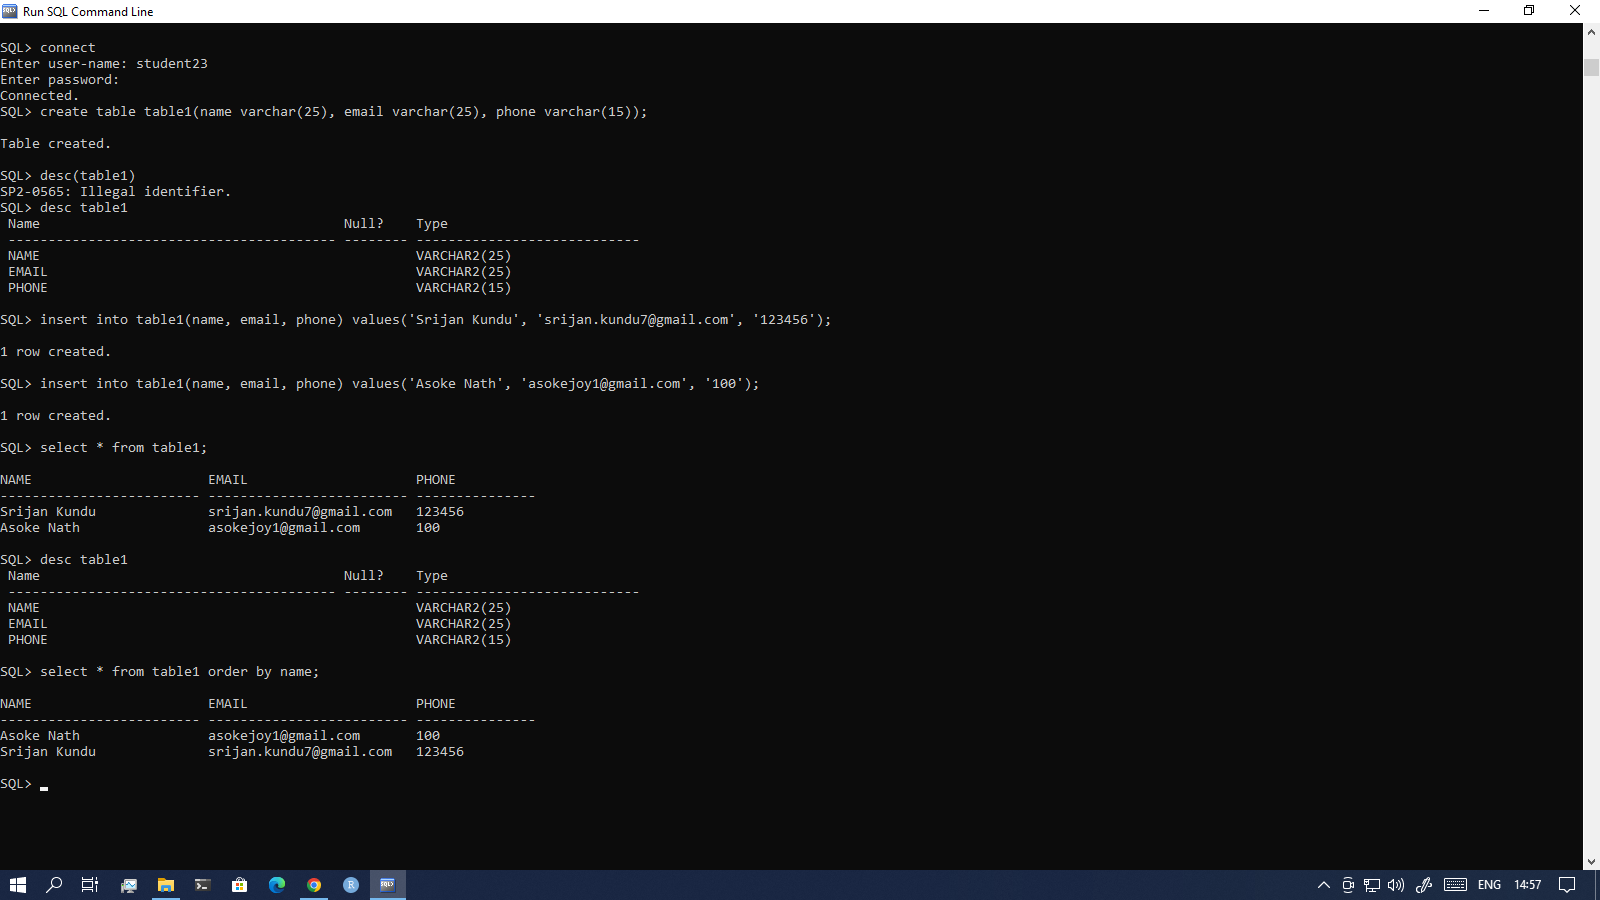 Run SQL Command Line
SQL> connect
Enter user-name: student23
Enter password:
Connected.
SQL> create table table1(name varchar(25), email varchar(25), phone varchar(15));
Table created.
SQL> desc(table1)
SP2-0565: Illegal identifier.
SQL> desc table1
 Name                                      Null?    Type
 ----------------------------------------- -------- ----------------------------
 NAME                                               VARCHAR2(25)
 EMAIL                                              VARCHAR2(25)
 PHONE                                              VARCHAR2(15)
SQL> insert into table1(name, email, phone) values('Srijan Kundu', 'srijan.kundu7@gmail.com', '123456');
1 row created.
SQL> insert into table1(name, email, phone) values('Asoke Nath', 'asokejoy1@gmail.com', '100');
1 row created.
SQL> select * from table1;
NAME                      EMAIL                     PHONE
------------------------- ------------------------- ---------------
Srijan Kundu              srijan.kundu7@gmail.com   123456
Asoke Nath                asokejoy1@gmail.com       100
SQL> desc table1
 Name                                      Null?    Type
 ----------------------------------------- -------- ----------------------------
 NAME                                               VARCHAR2(25)
 EMAIL                                              VARCHAR2(25)
 PHONE                                              VARCHAR2(15)
SQL> select * from table1 order by name;
NAME                      EMAIL                     PHONE
------------------------- ------------------------- ---------------
Asoke Nath                asokejoy1@gmail.com       100
Srijan Kundu              srijan.kundu7@gmail.com   123456
SQL>
ENG 14:57